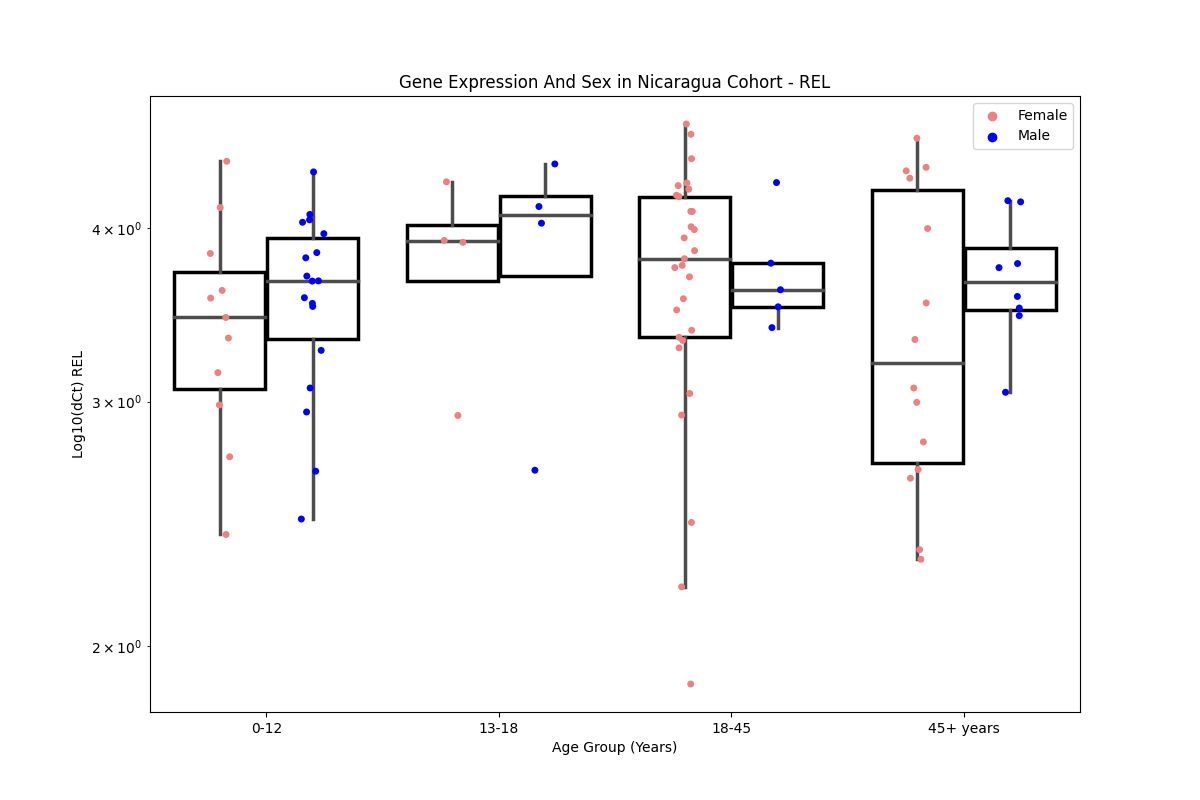 Gene Expression And Sex in Nicaragua Cohort - REL
Female
Male
Log10(dCt) REL
4 × 10⁰
3 × 10⁰
2 × 10⁰
0-12
13-18
18-45
45+ years
Age Group (Years)